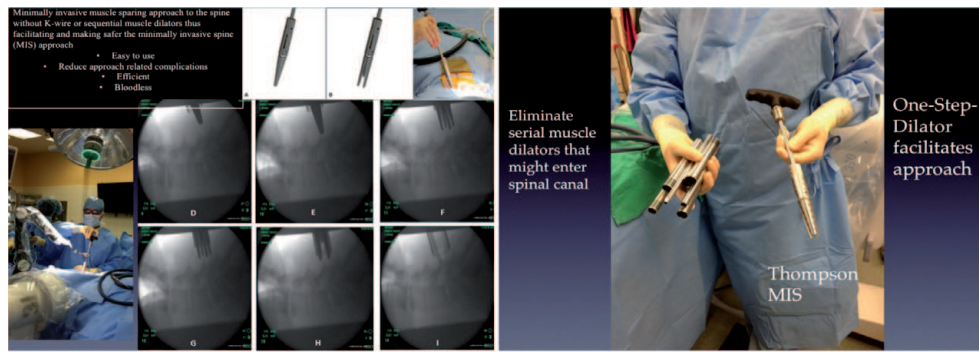 Minimally invasive muscle sparing approach to the spine
without K-wire or sequential muscle dilators thus
facilitating and making safer the minimally invasive spine
(MIS) approach
• Easy to use
• Reduce approach related complications
• Efficient
• Bloodless
A
B
D
E
F
G
H
I
Eliminate
serial muscle
dilators that
might enter
spinal canal
Thompson
MIS
One-Step-
Dilator
facilitates
approach